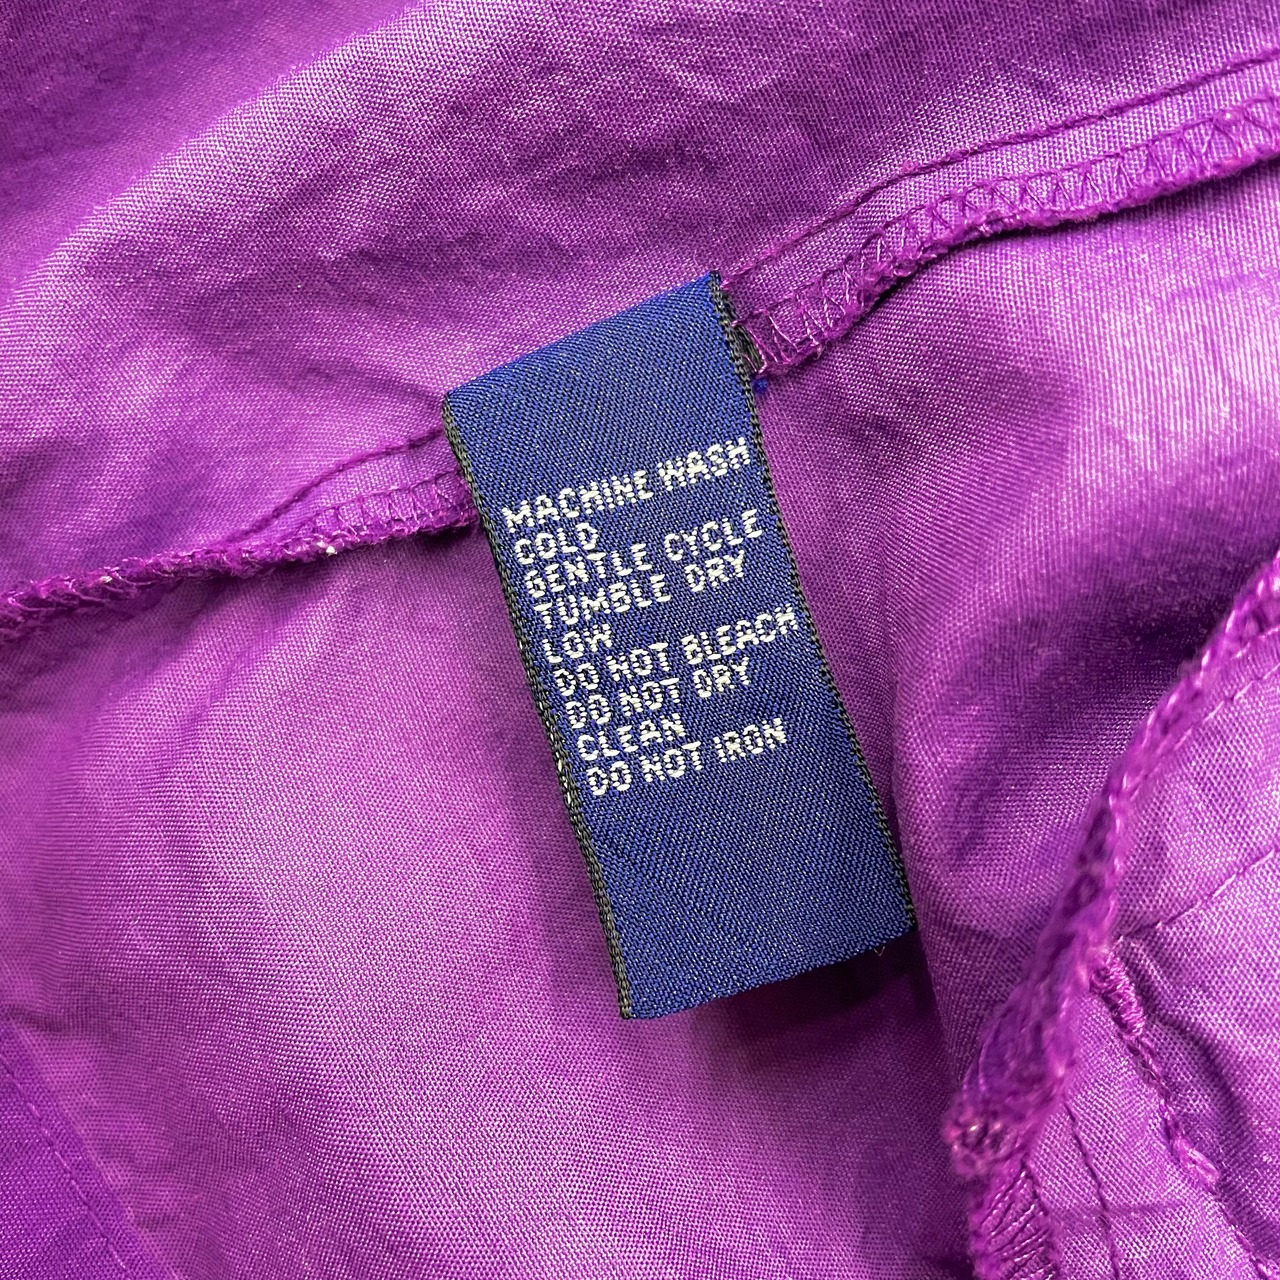 MACHINE WASH
COLD
GENTLE CYCLE
TUMBLE DRY
LOW
DO NOT BLEACH
DO NOT DRY
CLEAN
DO NOT IRON